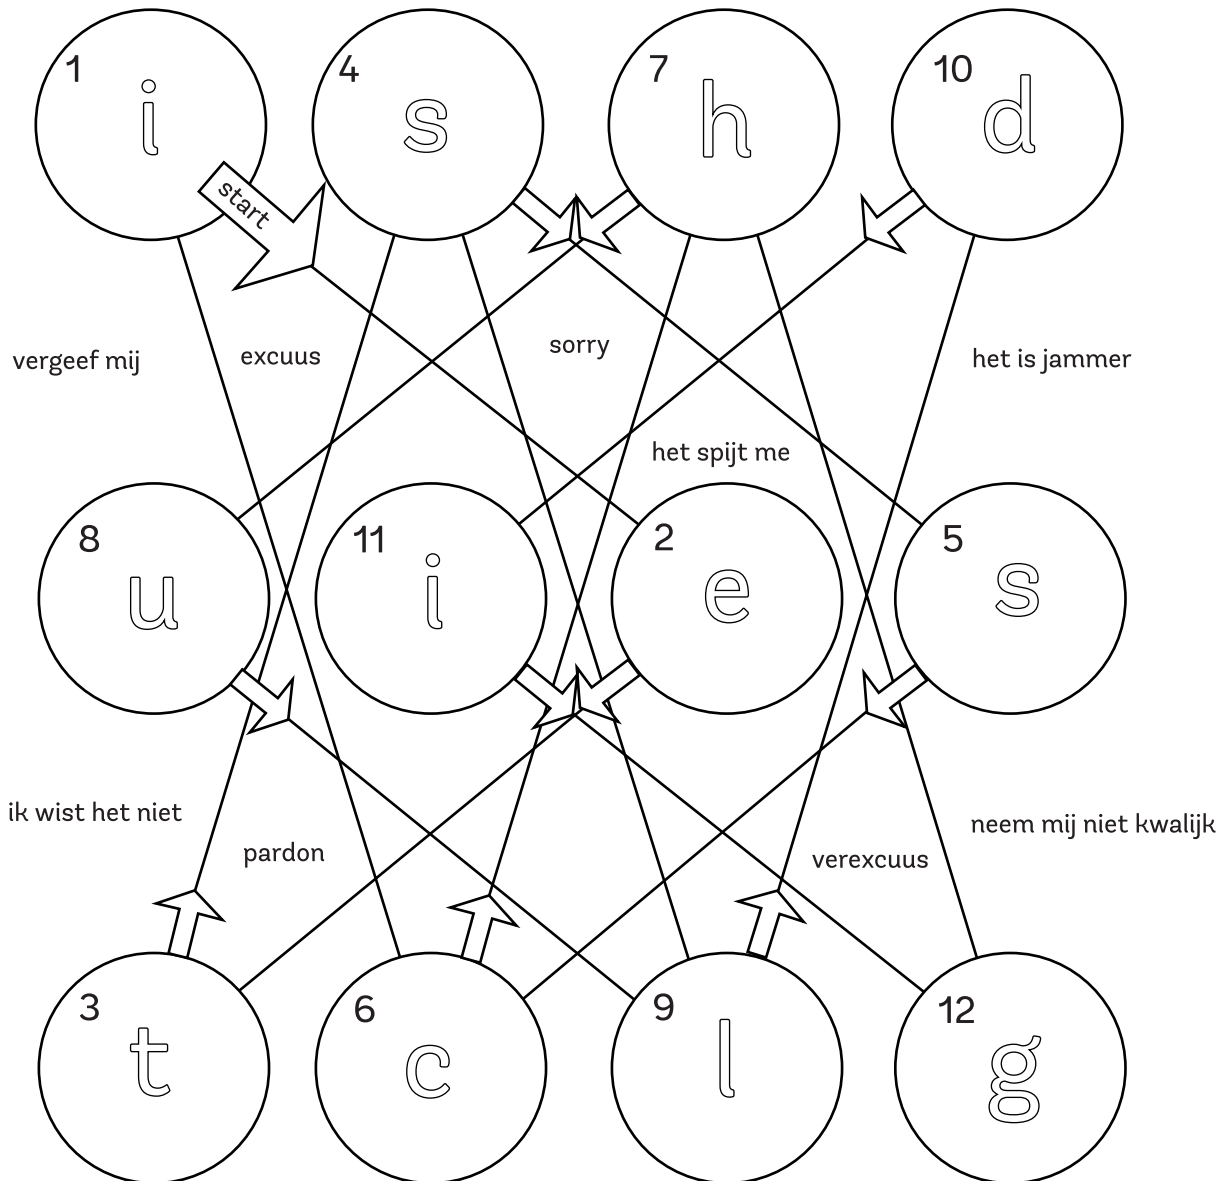 1 4 7 10
i s h d
start
vergeef mij excuus sorry het is jammer
het spijt me
8 11 2 5
u i e s
ik wist het niet pardon verexcuus neem mij niet kwalijk
3 6 9 12
t c l g